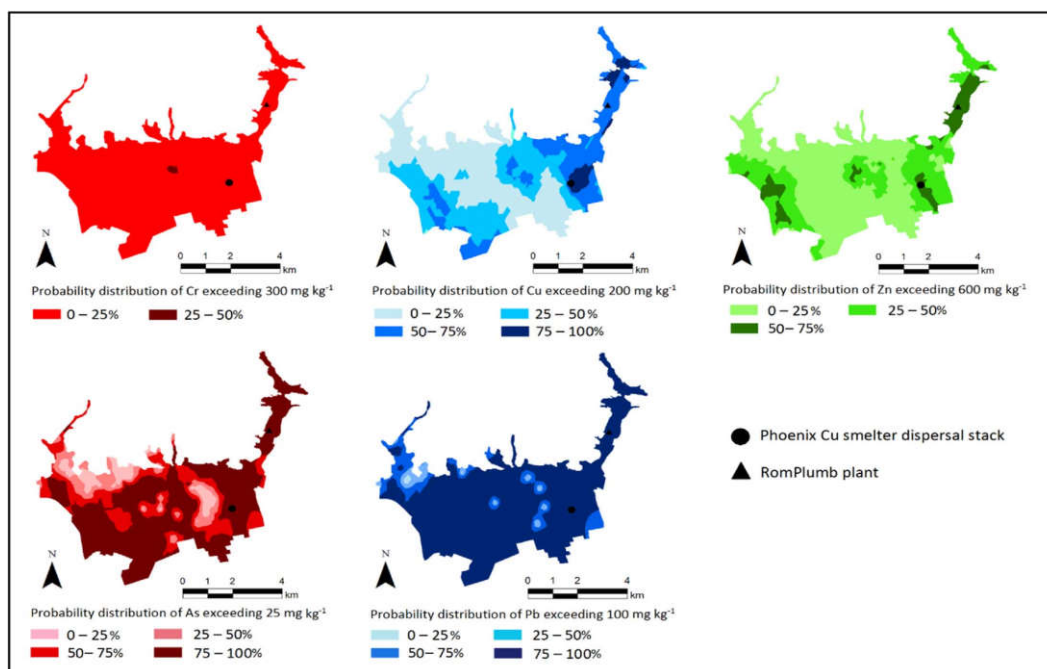 N
0 1 2 4
km
Probability distribution of Cr exceeding 300 mg kg⁻¹
0 – 25% 25 – 50%
N
0 1 2 4
km
Probability distribution of Cu exceeding 200 mg kg⁻¹
0 – 25% 25 – 50%
50– 75% 75 – 100%
N
0 1 2 4
km
Probability distribution of Zn exceeding 600 mg kg⁻¹
0 – 25% 25 – 50%
50 – 75%
N
0 1 2 4
km
Probability distribution of As exceeding 25 mg kg⁻¹
0 – 25% 25 – 50%
50 – 75% 75 – 100%
N
0 1 2 4
km
Probability distribution of Pb exceeding 100 mg kg⁻¹
0 – 25% 25 – 50%
50 – 75% 75 – 100%
Phoenix Cu smelter dispersal stack
RomPlumb plant